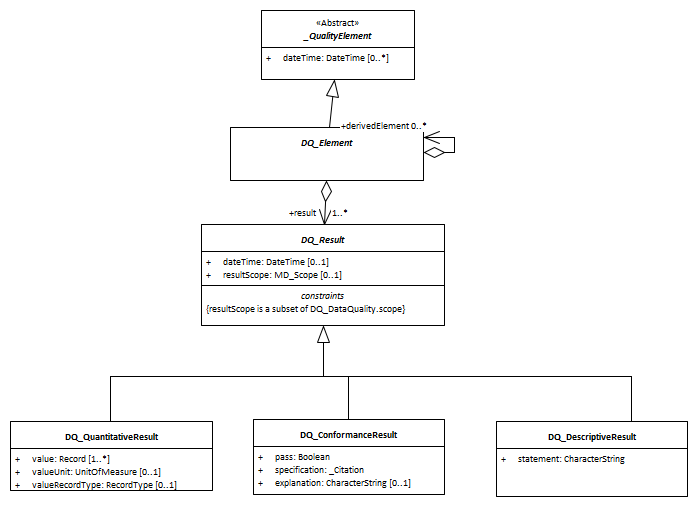 «Abstract»
_QualityElement
+ dateTime: DateTime [0..*]
+derivedElement 0..*
DQ_Element
+result 1..*
DQ_Result
+ dateTime: DateTime [0..1]
+ resultScope: MD_Scope [0..1]
constraints
{resultScope is a subset of DQ_DataQuality.scope}
DQ_QuantitativeResult
+ value: Record [1..*]
+ valueUnit: UnitOfMeasure [0..1]
+ valueRecordType: RecordType [0..1]
DQ_ConformanceResult
+ pass: Boolean
+ specification: _Citation
+ explanation: CharacterString [0..1]
DQ_DescriptiveResult
+ statement: CharacterString